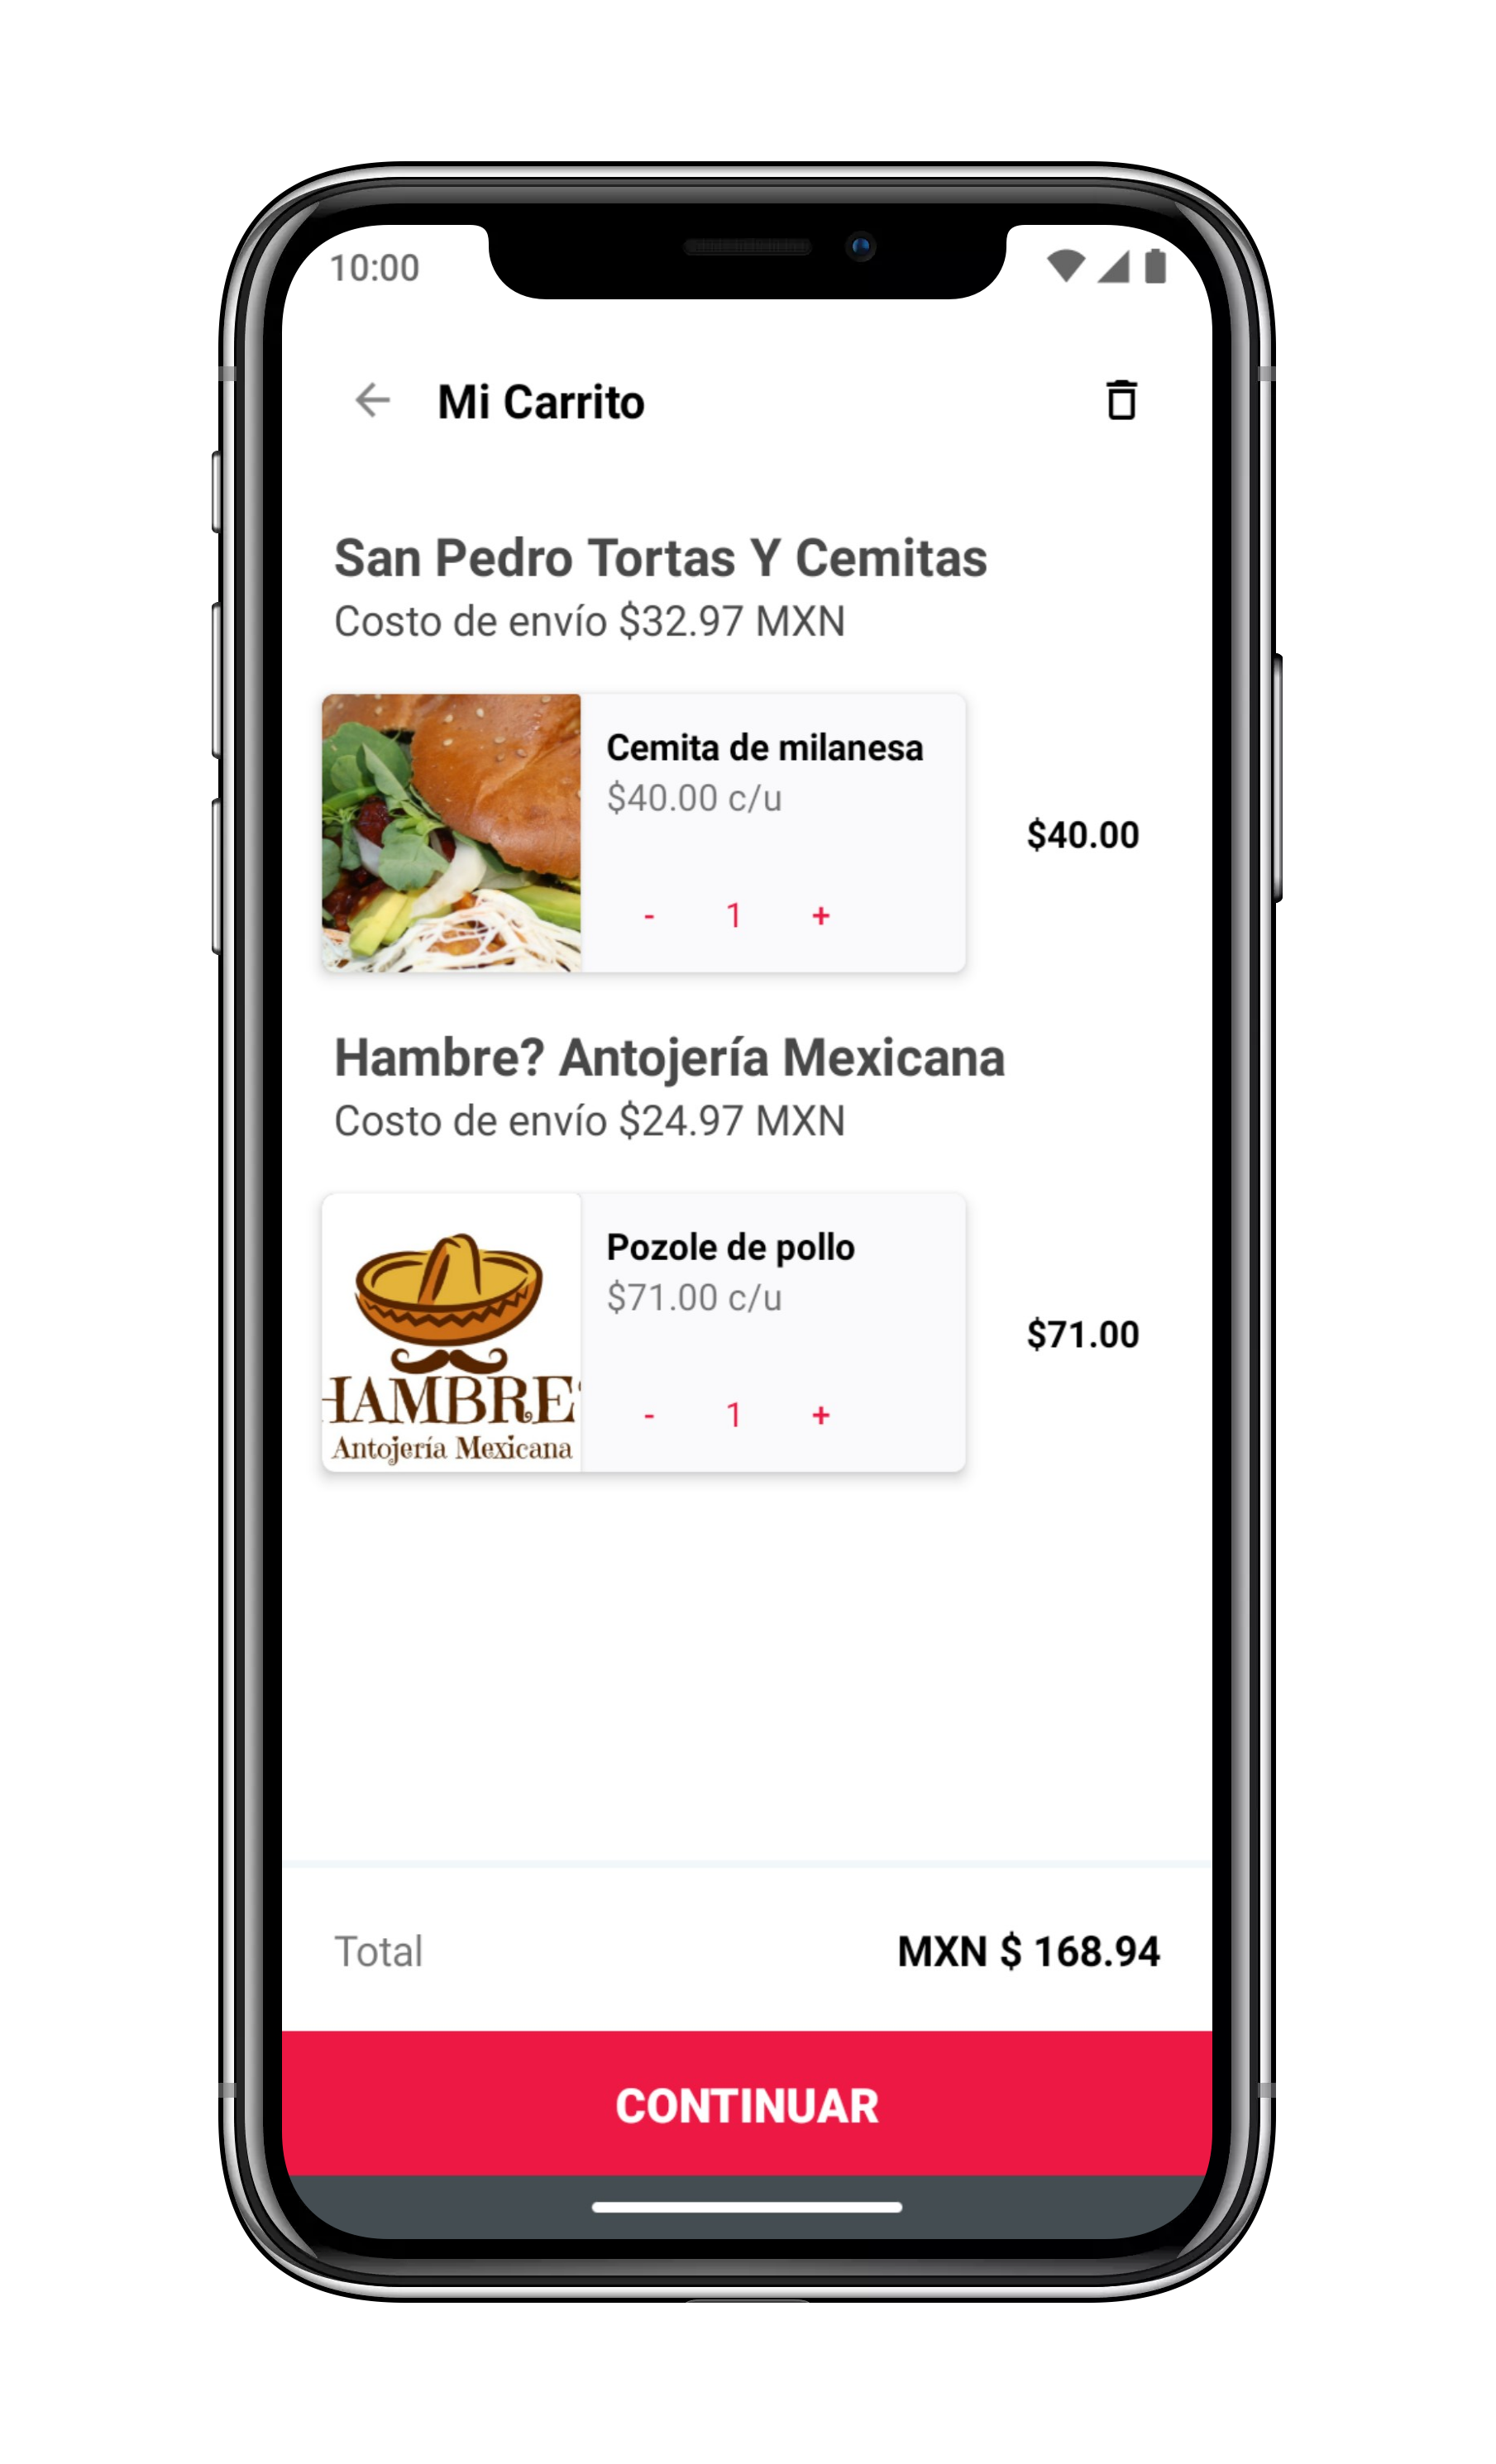 10:00
Mi Carrito
San Pedro Tortas Y Cemitas
Costo de envío $32.97 MXN
Cemita de milanesa
$40.00 c/u
$40.00
- 1 +
Hambre? Antojería Mexicana
Costo de envío $24.97 MXN
HAMBRE?
Antojería Mexicana
Pozole de pollo
$71.00 c/u
$71.00
- 1 +
Total MXN $ 168.94
CONTINUAR